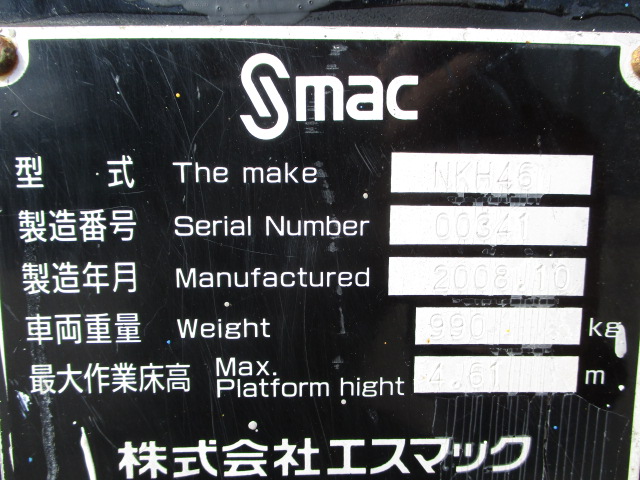 Smac
型 式 The make NKH46
製造番号 Serial Number 00341
製造年月 Manufactured 2008.10
車両重量 Weight 990 kg
最大作業床高 Max. Platform hight 4.61 m
株式会社エスマック